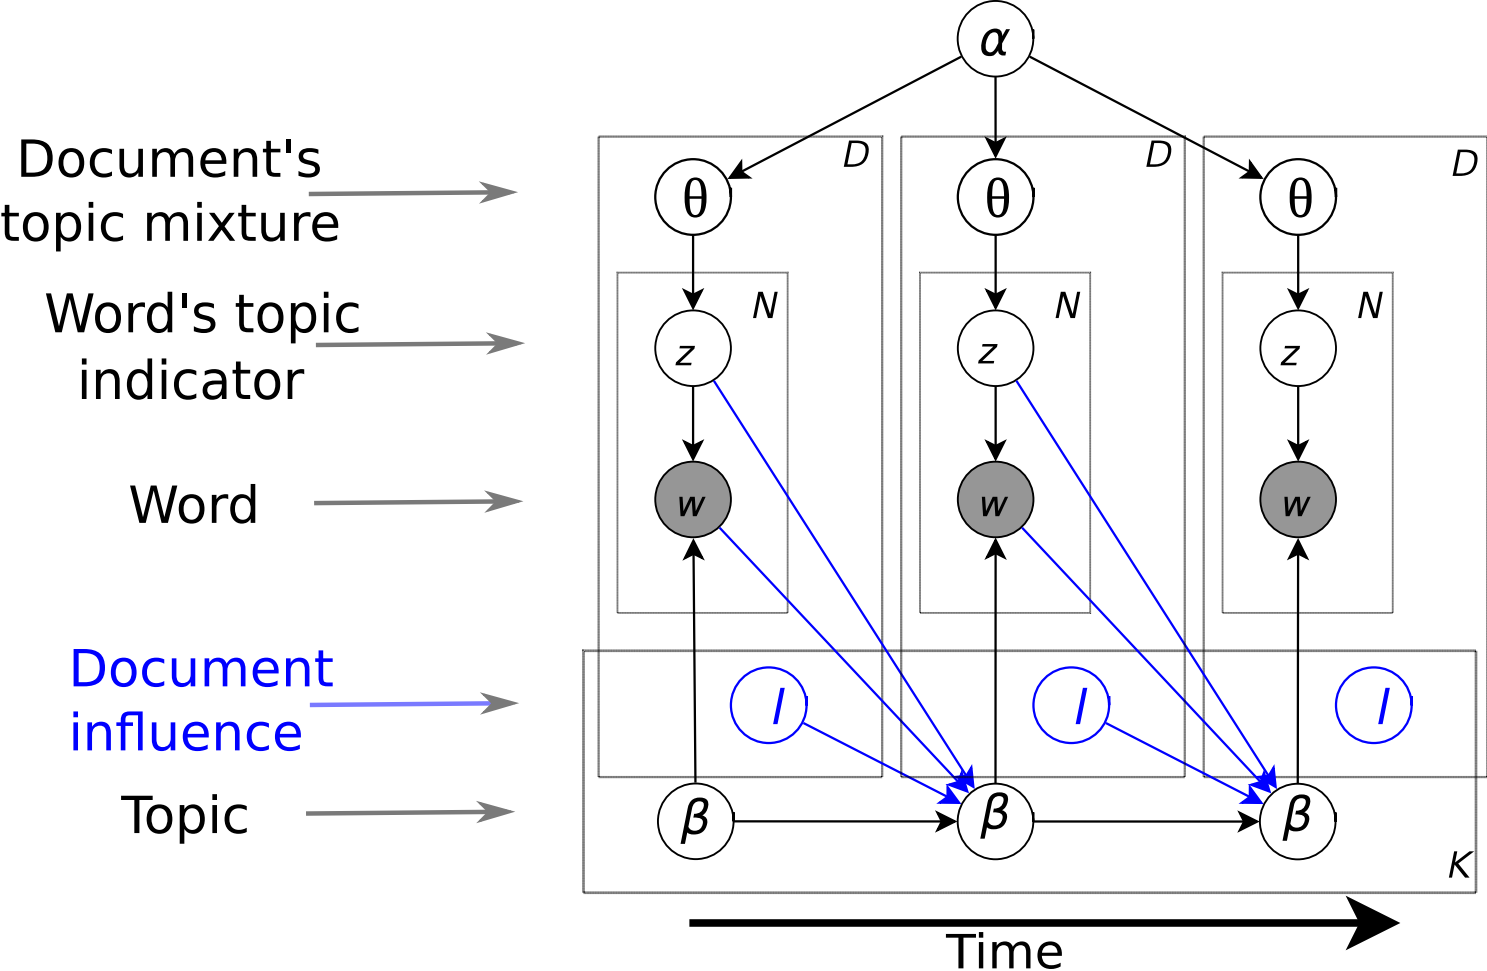 α
Document's
topic mixture
θ D θ D θ D
Word's topic
indicator
z N z N z N
Word
w w w
Document
influence
l l l
Topic
β β β
K
Time